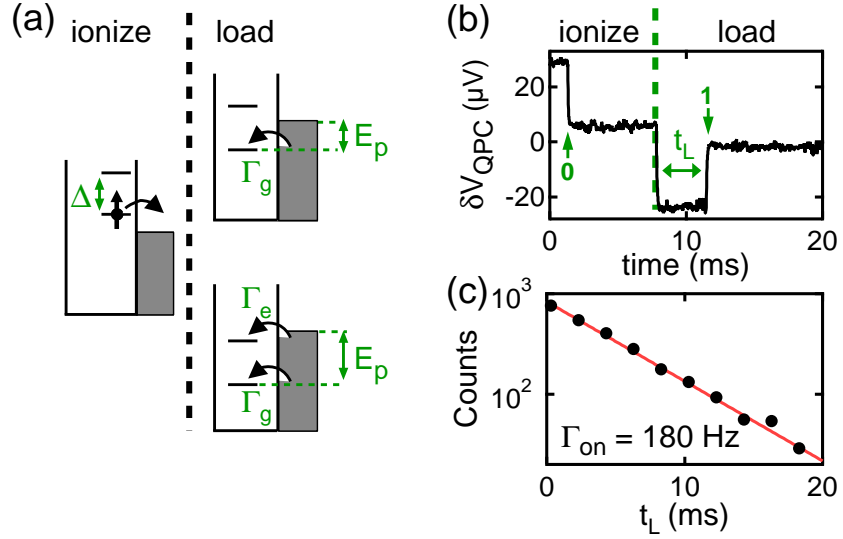 (a)
ionize
load
E_p
Γ_g
Δ
Γ_e
E_p
Γ_g
(b)
ionize
load
20
0
-20
δV_QPC (μV)
0
t_L
1
0
10
20
time (ms)
(c)
10^3
10^2
Counts
Γ_on = 180 Hz
0
10
20
t_L (ms)